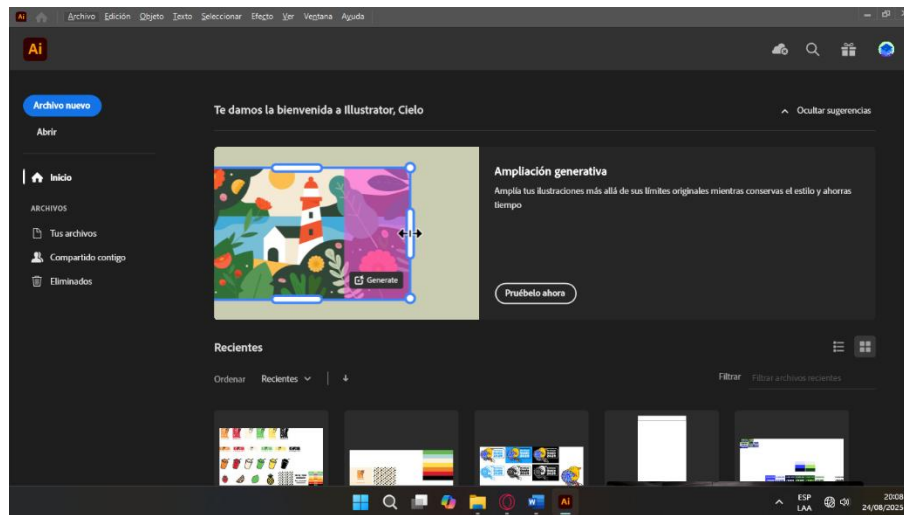 Ai Archivo Edición Objeto Texto Seleccionar Efecto Ver Ventana Ayuda
Ai
Archivo nuevo
Te damos la bienvenida a Illustrator, Cielo
Ocultar sugerencias
Abrir
Inicio
ARCHIVOS
Tus archivos
Compartido contigo
Eliminados
Generate
Ampliación generativa
Amplía tus ilustraciones más allá de sus límites originales mientras conservas el estilo y ahorras
tiempo
Pruébelo ahora
Recientes
Ordenar Recientes
Filtrar Filtrar archivos recientes
Ai
ESP
LAA
20:08
24/08/2025